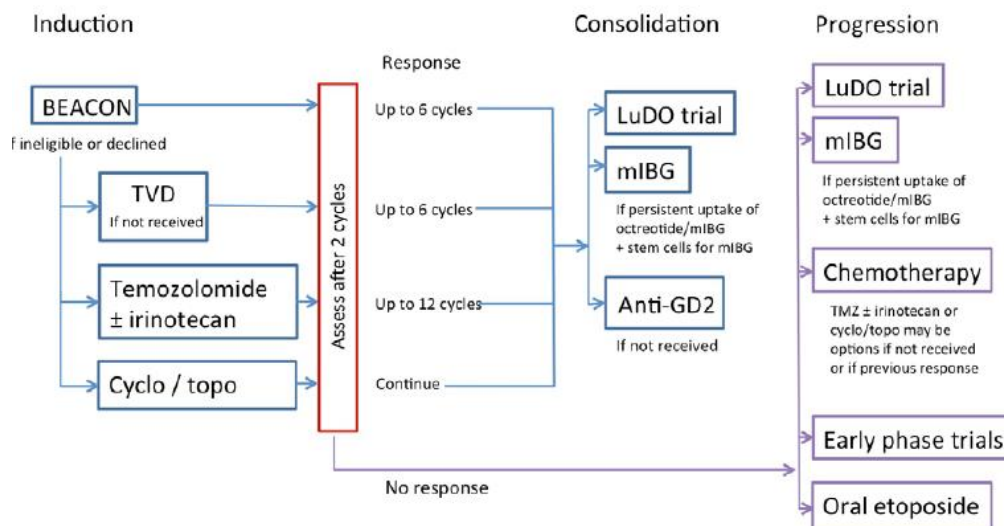 Induction
BEACON
f ineligible or declined
TVD
If not received
Temozolomide
± irinotecan
Cyclo / topo
Assess after 2 cycles
Response
Up to 6 cycles
Up to 6 cycles
Up to 12 cycles
Continue
No response
Consolidation
LuDO trial
mIBG
If persistent uptake of
octreotide/mIBG
+ stem cells for mIBG
Anti-GD2
If not received
Progression
LuDO trial
mIBG
If persistent uptake of
octreotide/mIBG
+ stem cells for mIBG
Chemotherapy
TMZ ± irinotecan or
cyclo/topo may be
options if not received
or if previous response
Early phase trials
Oral etoposide